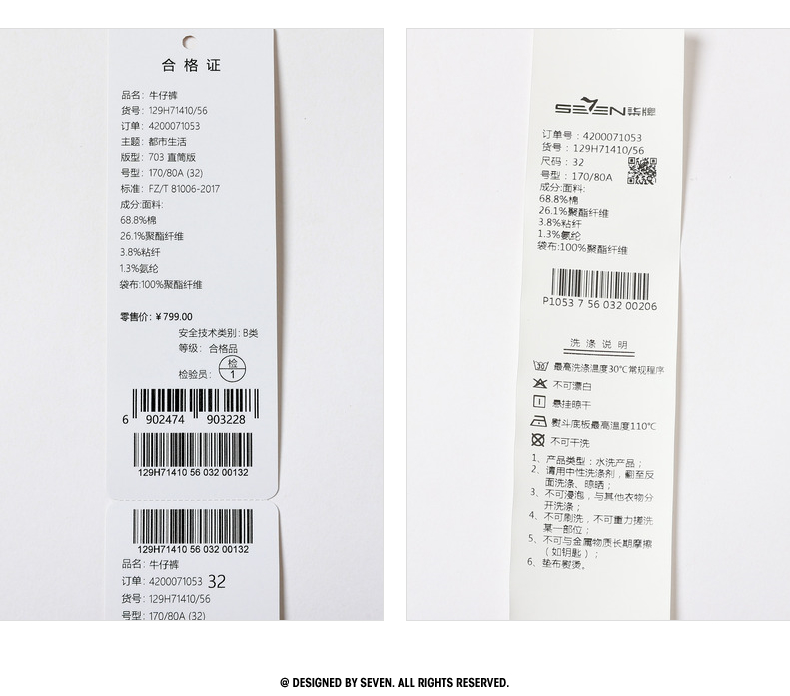 合格证
品名: 牛仔裤
货号: 129H71410/56
订单: 4200071053
主题: 都市生活
版型: 703 直筒版
号型: 170/80A (32)
标准: FZ/T 81006-2017
成分:面料:
68.8%棉
26.1%聚酯纤维
3.8%粘纤
1.3%氨纶
袋布:100%聚酯纤维
零售价: ¥799.00
安全技术类别: B类
等级: 合格品
检验员: 检 1
6 902474 903228
129H71410 56 032 00132
129H71410 56 032 00132
品名: 牛仔裤
订单: 4200071053 32
货号: 129H71410/56
号型: 170/80A (32)
SEVEN 柒牌
订单号: 4200071053
货号: 129H71410/56
尺码: 32
号型: 170/80A
成分:面料:
68.8%棉
26.1%聚酯纤维
3.8%粘纤
1.3%氨纶
袋布:100%聚酯纤维
P1053 7 56 032 00206
洗涤说明
30 最高洗涤温度30℃常规程序
不可漂白
悬挂晾干
熨斗底板最高温度110℃
不可干洗
1、产品类型:水洗产品;
2、请用中性洗涤剂,翻至反
面洗涤、晾晒;
3、不可浸泡,与其他衣物分
开洗涤;
4、不可刷洗,不可重力搓洗
某一部位;
5、不可与金属物质长期摩擦
(如钥匙);
6、垫布熨烫。
@ DESIGNED BY SEVEN. ALL RIGHTS RESERVED.